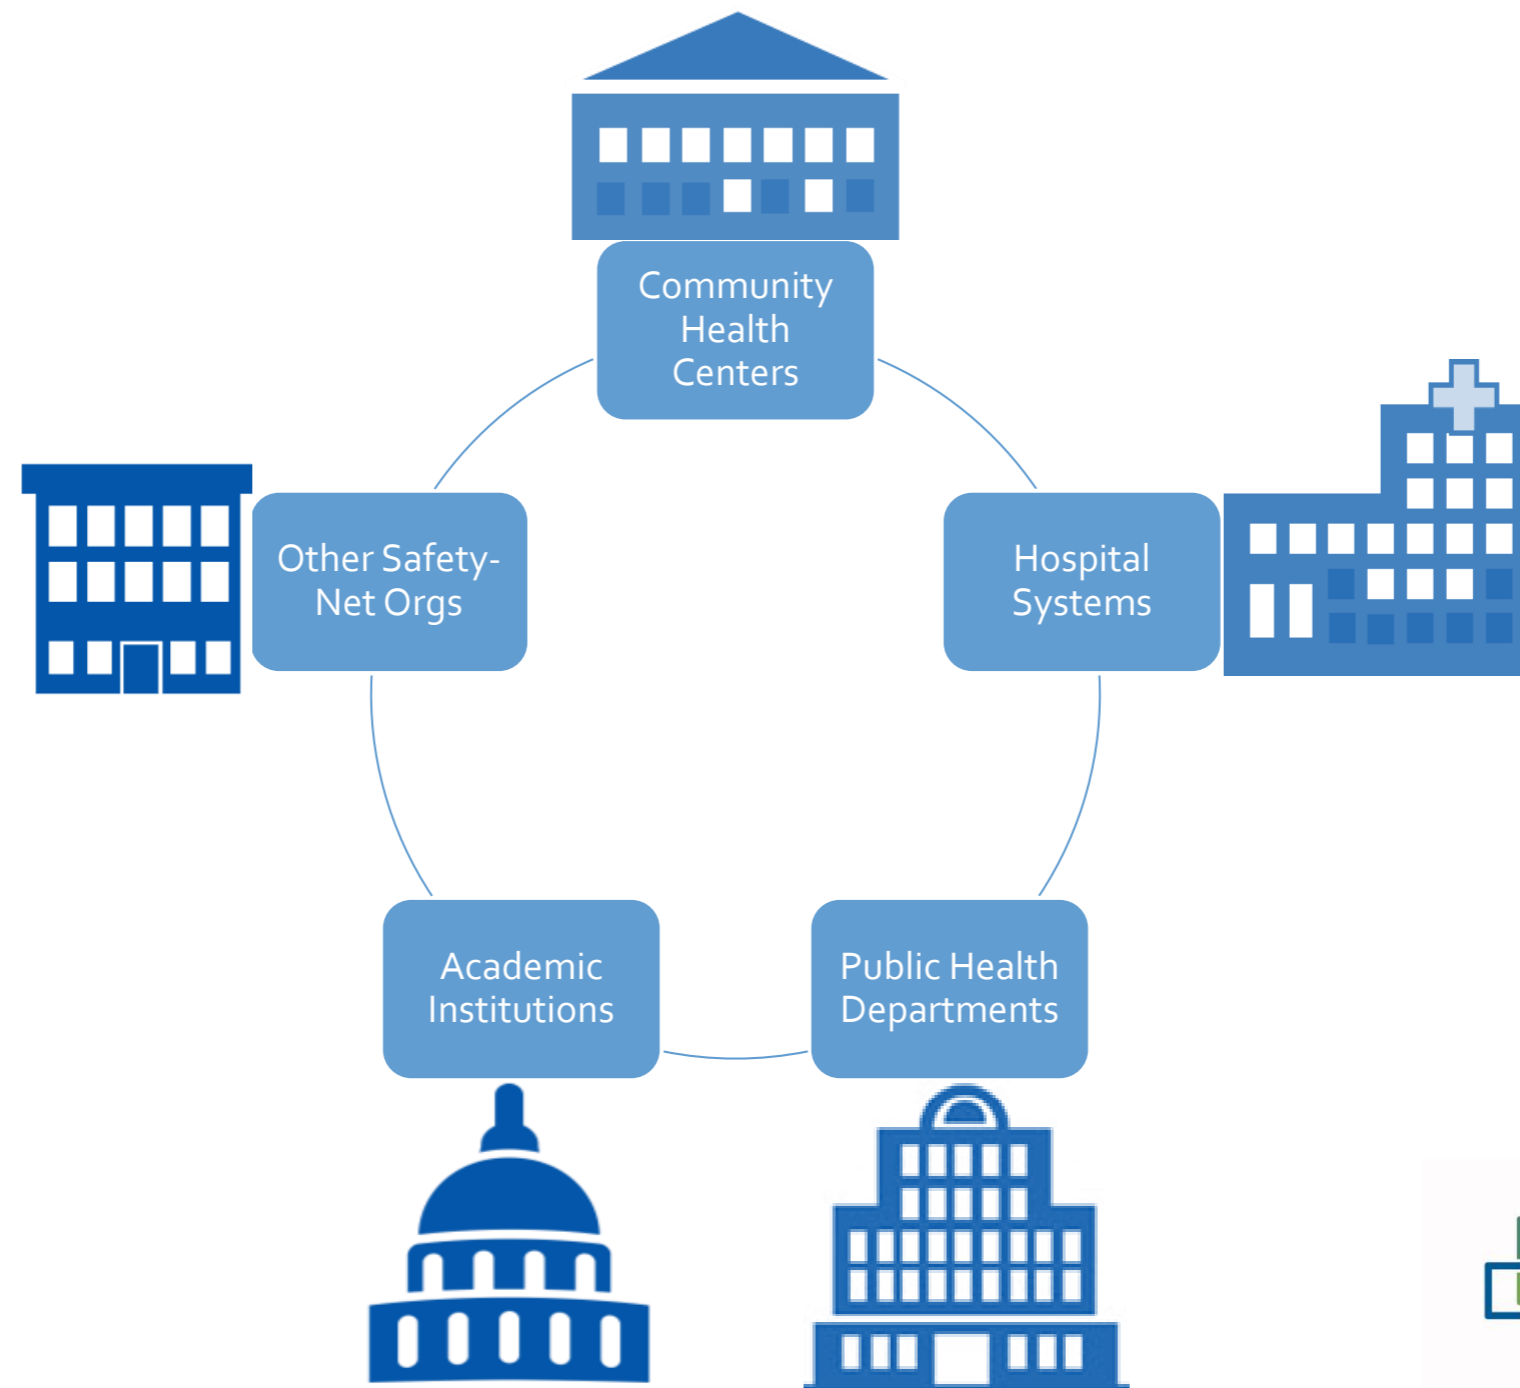 Community
Health
Centers
Other Safety-
Net Orgs
Hospital
Systems
Academic
Institutions
Public Health
Departments